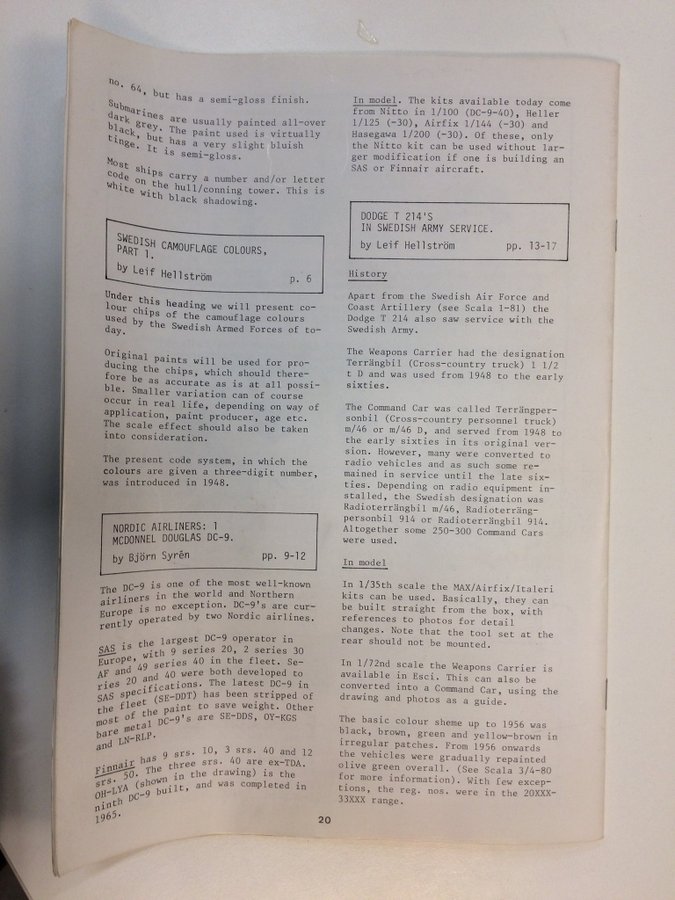 no. 64, but has a semi-gloss finish.
Submarines are usually painted all-over
dark grey. The paint used is virtually
black, but has a very slight bluish
tinge. It is semi-gloss.
Most ships carry a number and/or letter
code on the hull/conning tower. This is
white with black shadowing.
SWEDISH CAMOUFLAGE COLOURS,
PART 1.
by Leif Hellström p. 6
Under this heading we will present co-
lour chips of the camouflage colours
used by the Swedish Armed Forces of to-
day.
Original paints will be used for pro-
ducing the chips, which should there-
fore be as accurate as is at all possi-
ble. Smaller variation can of course
occur in real life, depending on way of
application, paint producer, age etc.
The scale effect should also be taken
into consideration.
The present code system, in which the
colours are given a three-digit number,
was introduced in 1948.
NORDIC AIRLINERS: 1
MCDONNEL DOUGLAS DC-9.
by Björn Syrén pp. 9-12
The DC-9 is one of the most well-known
airliners in the world and Northern
Europe is no exception. DC-9's are cur-
rently operated by two Nordic airlines.
SAS is the largest DC-9 operator in
Europe, with 9 series 20, 2 series 30
AF and 49 series 40 in the fleet. Se-
ries 20 and 40 were both developed to
SAS specifications. The latest DC-9 in
the fleet (SE-DDT) has been stripped of
most of the paint to save weight. Other
bare metal DC-9's are SE-DDS, OY-KGS
and LN-RLP.
Finnair has 9 srs. 10, 3 srs. 40 and 12
srs. 50. The three srs. 40 are ex-TDA.
OH-LYA (shown in the drawing) is the
ninth DC-9 built, and was completed in
1965.
In model. The kits available today come
from Nitto in 1/100 (DC-9-40), Heller
1/125 (-30), Airfix 1/144 (-30) and
Hasegawa 1/200 (-30). Of these, only
the Nitto kit can be used without lar-
ger modification if one is building an
SAS or Finnair aircraft.
DODGE T 214'S
IN SWEDISH ARMY SERVICE.
by Leif Hellström pp. 13-17
History
Apart from the Swedish Air Force and
Coast Artillery (see Scala 1-81) the
Dodge T 214 also saw service with the
Swedish Army.
The Weapons Carrier had the designation
Terrängbil (Cross-country truck) 1 1/2
t D and was used from 1948 to the early
sixties.
The Command Car was called Terrängper-
sonbil (Cross-country personnel truck)
m/46 or m/46 D, and served from 1948 to
the early sixties in its original ver-
sion. However, many were converted to
radio vehicles and as such some re-
mained in service until the late six-
ties. Depending on radio equipment in-
stalled, the Swedish designation was
Radioterrängbil m/46, Radioterräng-
personbil 914 or Radioterrängbil 914.
Altogether some 250-300 Command Cars
were used.
In model
In 1/35th scale the MAX/Airfix/Italeri
kits can be used. Basically, they can
be built straight from the box, with
references to photos for detail
changes. Note that the tool set at the
rear should not be mounted.
In 1/72nd scale the Weapons Carrier is
available in Esci. This can also be
converted into a Command Car, using the
drawing and photos as a guide.
The basic colour sheme up to 1956 was
black, brown, green and yellow-brown in
irregular patches. From 1956 onwards
the vehicles were gradually repainted
olive green overall. (See Scala 3/4-80
for more information). With few excep-
tions, the reg. nos. were in the 20XXX-
33XXX range.
20